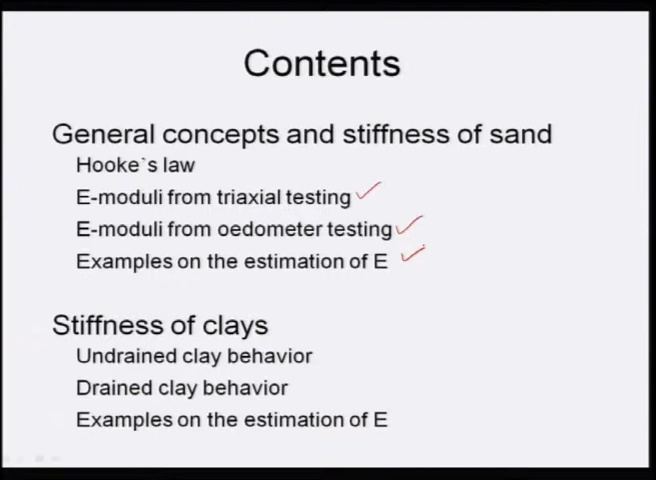 Contents
General concepts and stiffness of sand
Hooke`s law
E-moduli from triaxial testing
E-moduli from oedometer testing
Examples on the estimation of E
Stiffness of clays
Undrained clay behavior
Drained clay behavior
Examples on the estimation of E